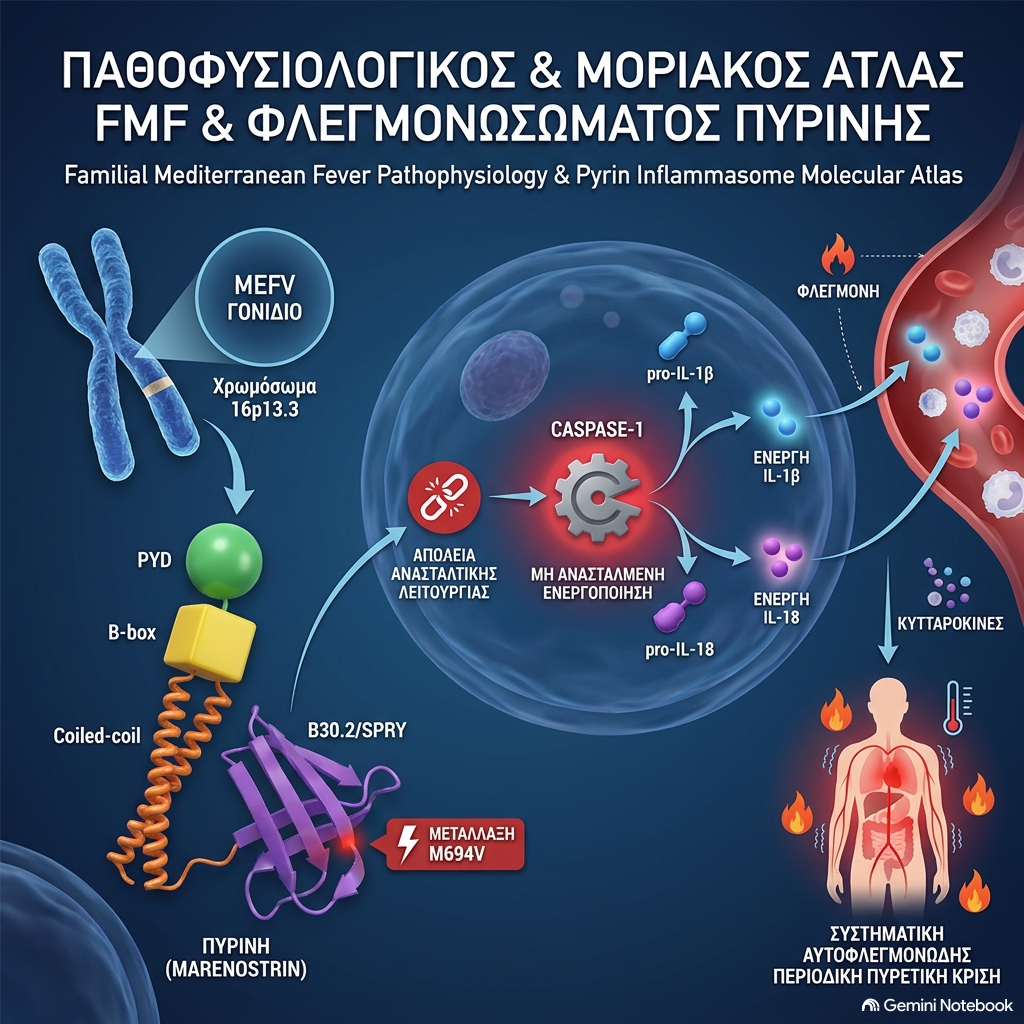 ΠΑΘΟΦΥΣΙΟΛΟΓΙΚΟΣ & ΜΟΡΙΑΚΟΣ ΑΤΛΑΣ
FMF & ΦΛΕΓΜΟΝΩΣΩΜΑΤΟΣ ΠΥΡΙΝΗΣ
Familial Mediterranean Fever Pathophysiology & Pyrin Inflammasome Molecular Atlas
MEFV
ΓΟΝΙΔΙΟ
Χρωμόσωμα
16p13.3
ΦΛΕΓΜΟΝΗ
pro-IL-1β
CASPASE-1
ΕΝΕΡΓΗ
IL-1β
ΑΠΟΛΕΙΑ
ΑΝΑΣΤΑΛΤΙΚΗΣ
ΛΕΙΤΟΥΡΓΙΑΣ
ΜΗ ΑΝΑΣΤΑΛΜΕΝΗ
ΕΝΕΡΓΟΠΟΙΗΣΗ
ΕΝΕΡΓΗ
IL-18
pro-IL-18
ΚΥΤΤΑΡΟΚΙΝΕΣ
PYD
B-box
Coiled-coil
B30.2/SPRY
ΜΕΤΑΛΛΑΞΗ
M694V
ΠΥΡΙΝΗ
(MARENOSTRIN)
ΣΥΣΤΗΜΑΤΙΚΗ
ΑΥΤΟΦΛΕΓΜΟΝΩΔΗΣ
ΠΕΡΙΟΔΙΚΗ ΠΥΡΕΤΙΚΗ ΚΡΙΣΗ
Gemini Notebook